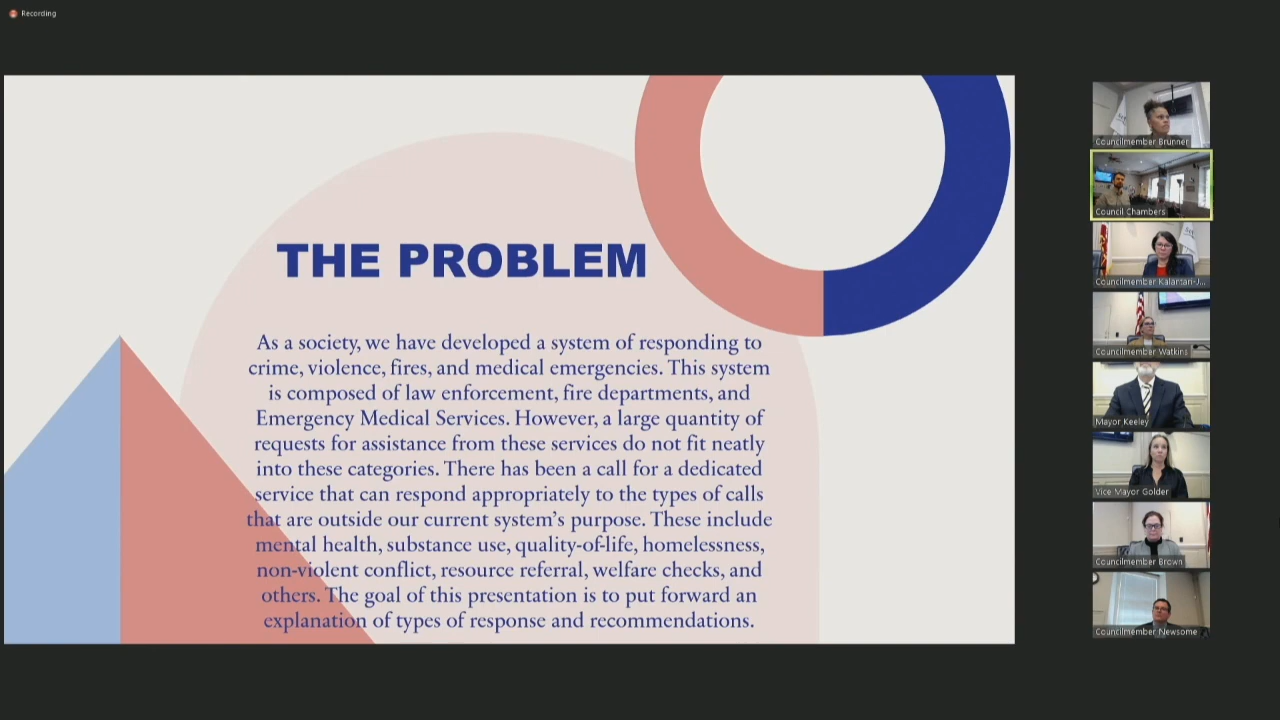 Recording
THE PROBLEM
As a society, we have developed a system of responding to
crime, violence, fires, and medical emergencies. This system
is composed of law enforcement, fire departments, and
Emergency Medical Services. However, a large quantity of
requests for assistance from these services do not fit neatly
into these categories. There has been a call for a dedicated
service that can respond appropriately to the types of calls
that are outside our current system's purpose. These include
mental health, substance use, quality-of-life, homelessness,
non-violent conflict, resource referral, welfare checks, and
others. The goal of this presentation is to put forward an
explanation of types of response and recommendations.
Councilmember Brunner
Council Chambers
Councilmember Kalantari-J...
Councilmember Watkins
Mayor Keeley
Vice Mayor Golder
Councilmember Brown
Councilmember Newsome